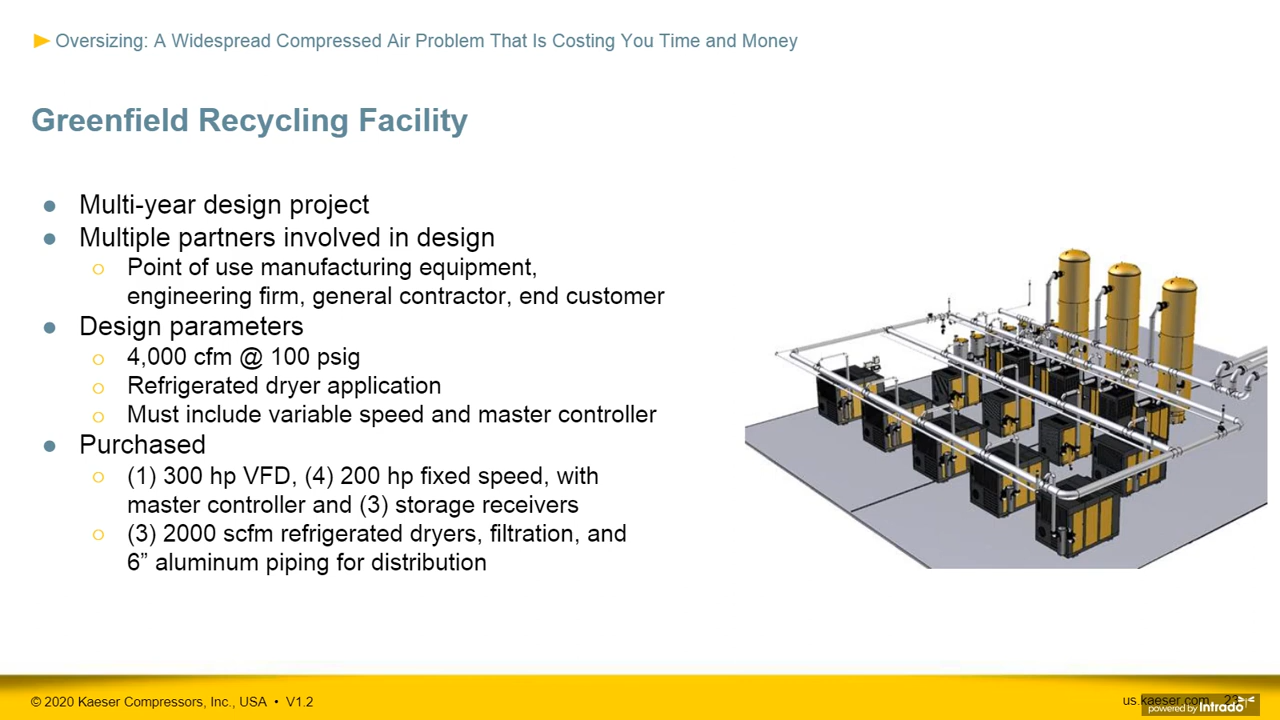 Oversizing: A Widespread Compressed Air Problem That Is Costing You Time and Money
Greenfield Recycling Facility
● Multi-year design project
● Multiple partners involved in design
○ Point of use manufacturing equipment,
engineering firm, general contractor, end customer
● Design parameters
○ 4,000 cfm @ 100 psig
○ Refrigerated dryer application
○ Must include variable speed and master controller
● Purchased
○ (1) 300 hp VFD, (4) 200 hp fixed speed, with
master controller and (3) storage receivers
○ (3) 2000 scfm refrigerated dryers, filtration, and
6” aluminum piping for distribution
© 2020 Kaeser Compressors, Inc., USA • V1.2
us.kaeser.com
powered by intrado